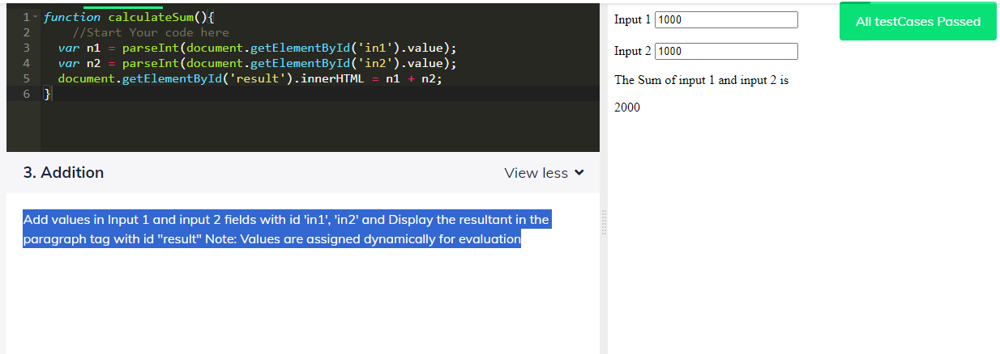 1 function calculateSum(){
2 //Start Your code here
3 var n1 = parseInt(document.getElementById('in1').value);
4 var n2 = parseInt(document.getElementById('in2').value);
5 document.getElementById('result').innerHTML = n1 + n2;
6 }
3. Addition
View less
Add values in Input 1 and input 2 fields with id 'in1', 'in2' and Display the resultant in the
paragraph tag with id "result" Note: Values are assigned dynamically for evaluation
Input 1 1000
All testCases Passed
Input 2 1000
The Sum of input 1 and input 2 is
2000